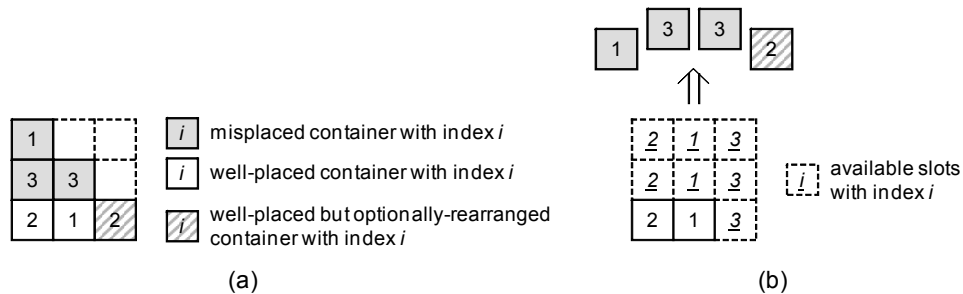 1
3 3
2 1 2
i misplaced container with index i
i well-placed container with index i
i well-placed but optionally-rearranged
container with index i
(a)
1 3 3 2
2 1 3
2 1 3
2 1 3
i available slots
with index i
(b)